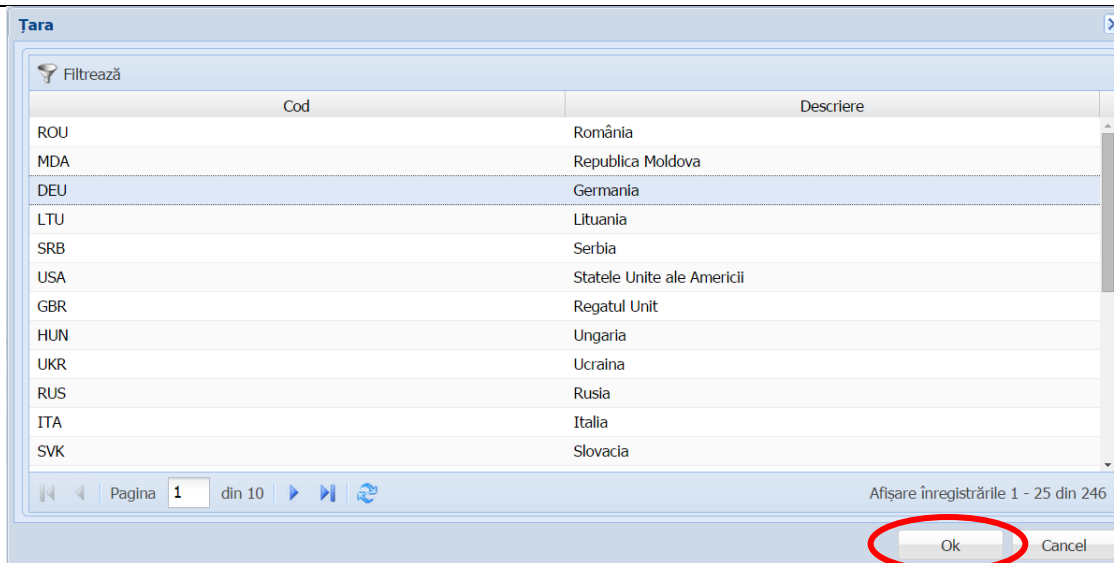 Țara
Filtrează
Cod Descriere
ROU România
MDA Republica Moldova
DEU Germania
LTU Lituania
SRB Serbia
USA Statele Unite ale Americii
GBR Regatul Unit
HUN Ungaria
UKR Ucraina
RUS Rusia
ITA Italia
SVK Slovacia
Pagina 1 din 10 Afișare înregistrările 1 - 25 din 246
Ok Cancel